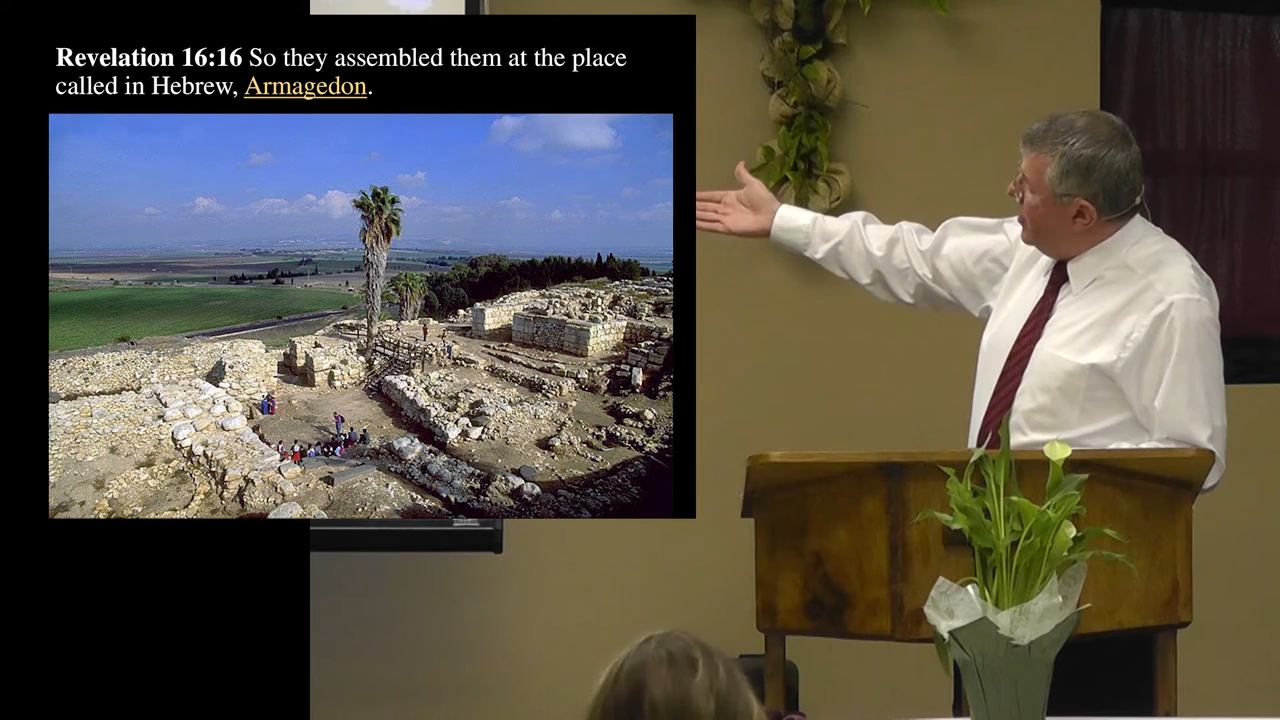 Revelation 16:16 So they assembled them at the place
called in Hebrew, Armagedon.